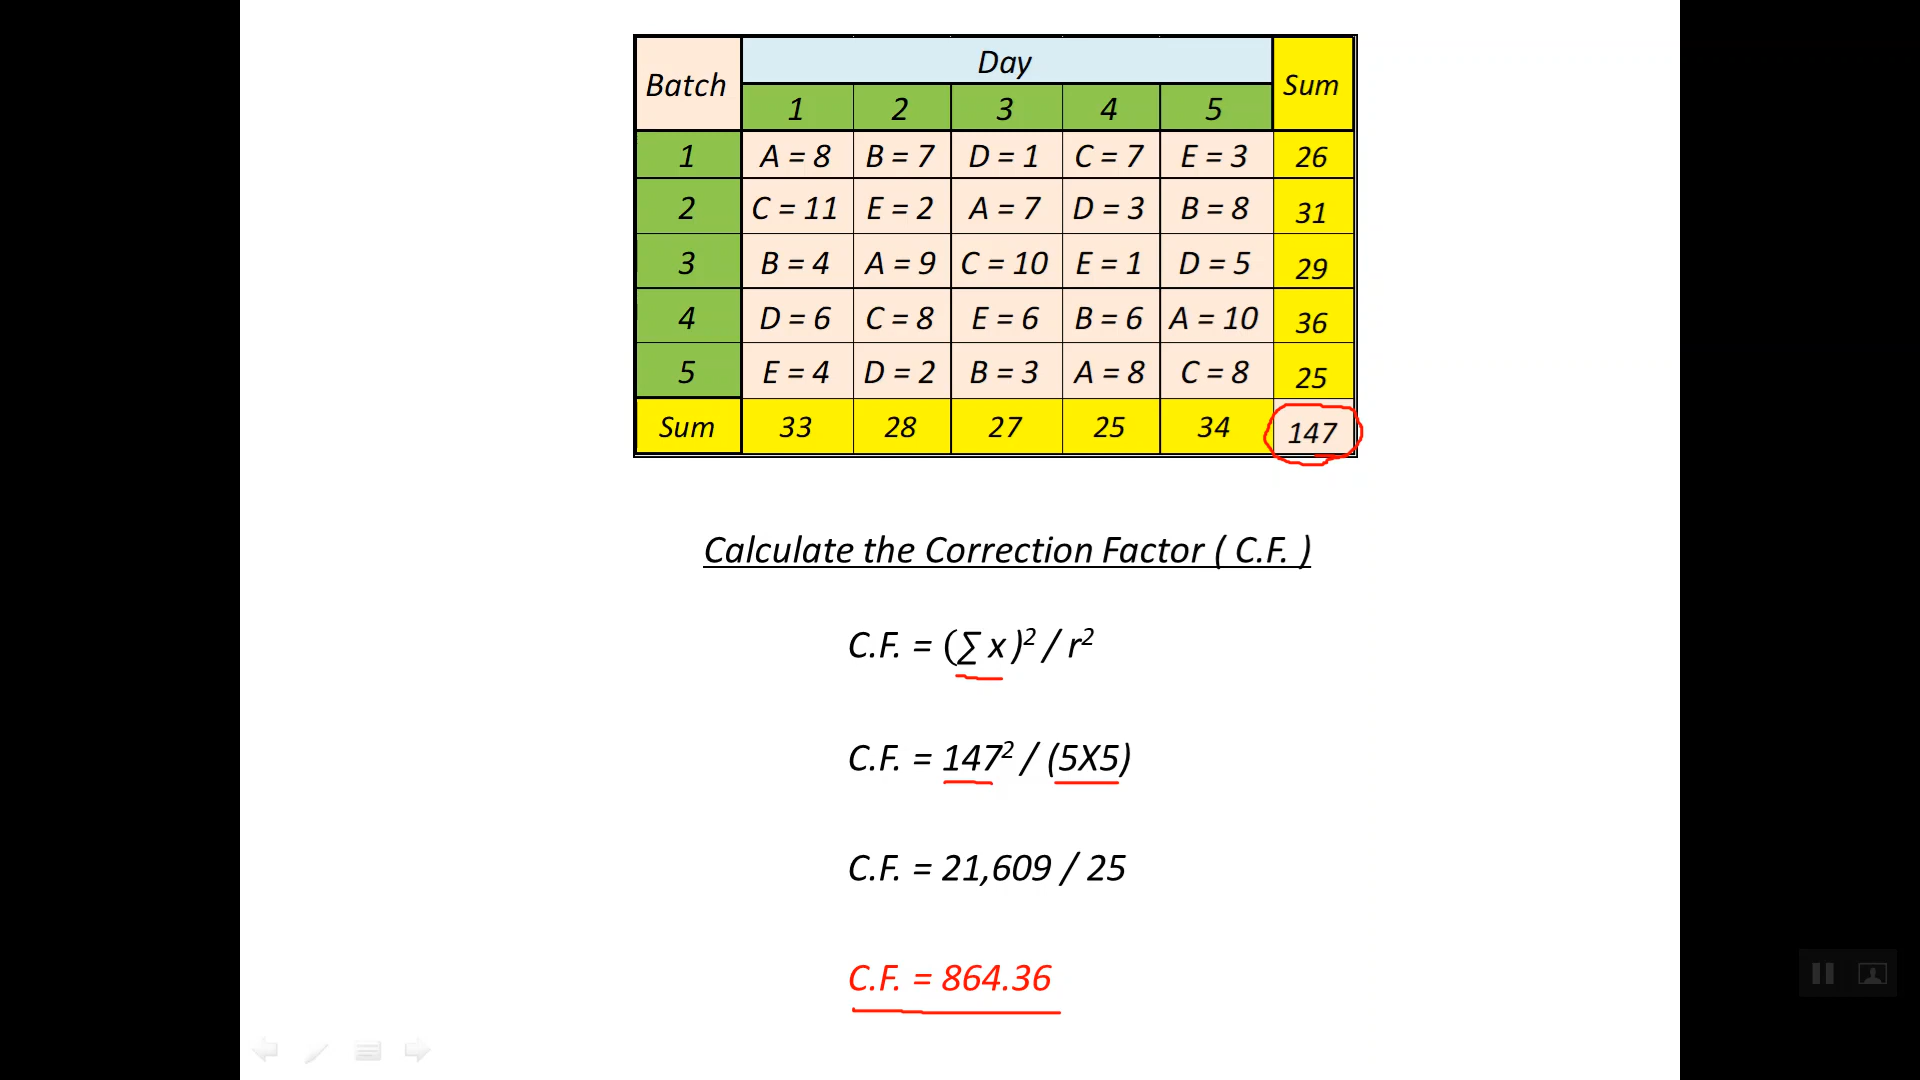 Batch Day Sum
1 2 3 4 5
1 A = 8 B = 7 D = 1 C = 7 E = 3 26
2 C = 11 E = 2 A = 7 D = 3 B = 8 31
3 B = 4 A = 9 C = 10 E = 1 D = 5 29
4 D = 6 C = 8 E = 6 B = 6 A = 10 36
5 E = 4 D = 2 B = 3 A = 8 C = 8 25
Sum 33 28 27 25 34 147
Calculate the Correction Factor ( C.F. )
C.F. = (∑ x )² / r²
C.F. = 147² / (5X5)
C.F. = 21,609 / 25
C.F. = 864.36